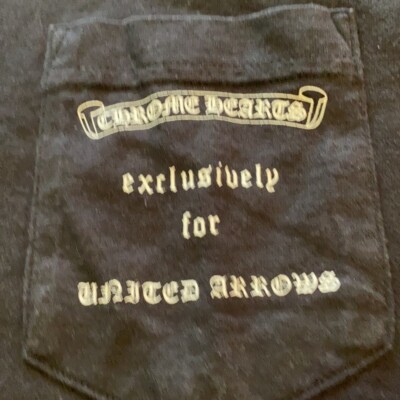 CHROME HEARTS
exclusively
for
UNITED ARROWS